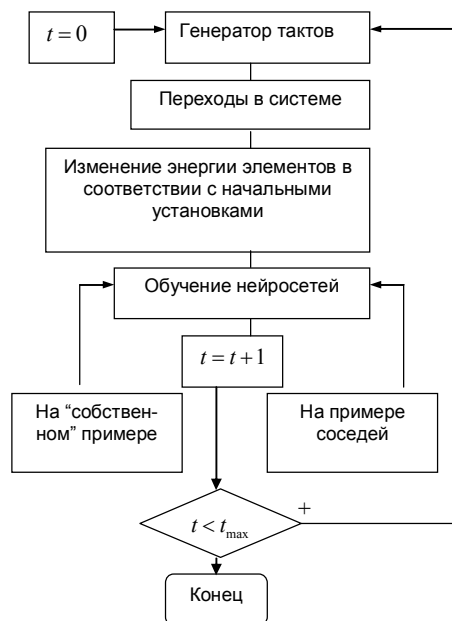 t = 0
Генератор тактов
Переходы в системе
Изменение энергии элементов в
соответствии с начальными
установками
Обучение нейросетей
t = t + 1
На “собствен-
ном” примере
На примере
соседей
+
t < t_max
Конец